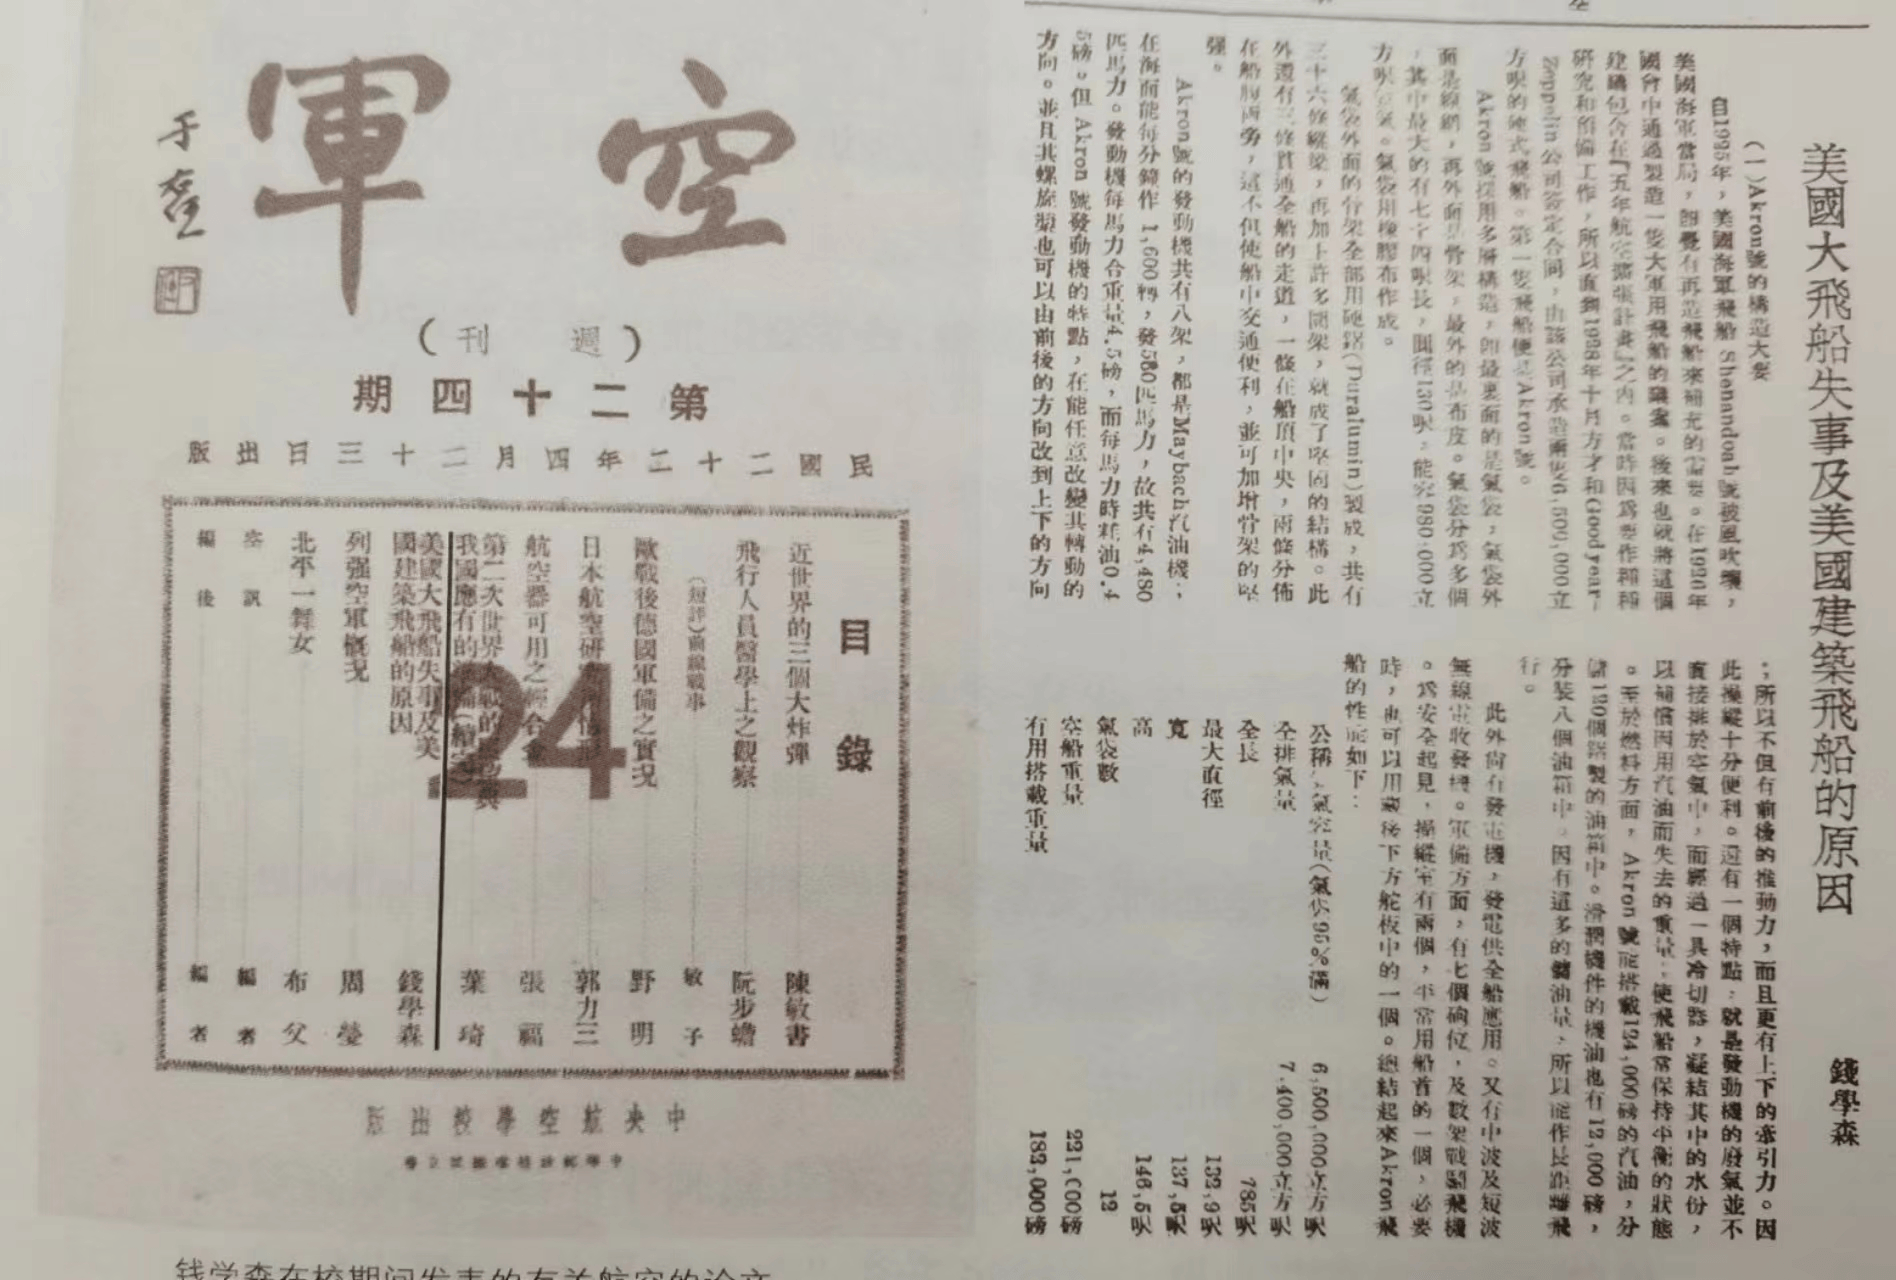 空軍
(週刊)
第二十四期
民國二十二年四月二十三日出版
目錄
近世界的三個大炸彈 陳敏書
飛行人員醫學上之觀察 阮步蟾
(短評)前線戰事 敏子
歐戰後德國軍備之實況 野明
日本航空研 郭力三
航空器可用之輕合金 張福
第二次世界大戰的
我國應有的 葉琦
美國大飛船失事及美
國建築飛船的原因 錢學森
列强空軍概況 周瑩
北平一舞女 布父
空訊 編者
編後 編者
24
中央航空學校出版
美國大飛船失事及美國建築飛船的原因
錢學森
(一)Akron號的構造大要
自1925年,美國海軍飛船 Shenandoah號被風吹壞,
美國海軍當局,卽覺有再造飛船來補充的需要。在1926年
國會中通過製造一隻大軍用飛船的議案。後來也就將這個
建議包含在『五年航空擴張計畫』之内。當時因爲要作種種
研究和預備工作,所以直到1928年十月方才和Goodyear-
Zeppelin公司簽定合同,由該公司承造兩隻6,500,000立
方呎的硬式飛船。第一隻飛船便是Akron號。
Akron號採用多層構造,卽最裏面的是氣袋,氣袋外
面是線網,再外面是骨架,最外的是布皮。氣袋分爲多個
,其中最大的有七十四呎長,圓徑130呎,能容980,000立
方呎氣。氣袋用橡膠布作成。
氣袋外面的行架全部用硬鋁(Duralumin)製成,共有
三十六條縱梁,再加上許多間架,就成了堅固的結構。此
外還有三條貫通全船的走道,一條在船頂中央,兩條分佈
在船腹兩旁,這不但使船中交通便利,並可加增骨架的堅
强。
Akron號的發動機共有八架,都是Maybach汽油機,
在海面能每分鐘作 1,600轉,發560匹馬力,故共有4,480
匹馬力。發動機每馬力合重量4.5磅,而每馬力時耗油0.4
5磅。但 Akron 號發動機的特點,在能任意改變其轉動的
方向。並且其螺旋槳也可以由前後的方向改到上下的方向
;所以不但有前後的推動力,而且更有上下的牽引力。因
此操縱十分便利。還有一個特點,就是發動機的廢氣並不
直接排於空氣中,而經過一具冷切器,凝結其中的水份,
以補償因用汽油而失去的重量,使飛船常保持平衡的狀態
。至於燃料方面,Akron 號能搭載124,000磅的汽油,分
儲120個鋁製的油箱中。滑潤機件的機油也有12,000磅,
分裝八個油箱中。因有這多的儲油量,所以能作長距離飛
行。
此外尚有發電機,發電供全船應用。又有中波及短波
無線電收發機。軍備方面,有七個砲位,及數架戰鬭飛機
。爲安全起見,操縱室有兩個,平常用船首的一個,必要
時,也可以用最後下方舵板中的一個。總結起來Akron飛
船的性能如下:
公稱 氣容量(氣袋95%滿) 6,500,000立方呎
全排氣量 7,400,000立方呎
全長 785呎
最大直徑 132,9呎
寬 137,5呎
高 146,5呎
氣袋數 12
空船重量 221,000磅
有用搭載重量 183,000磅
钱学森在校期间发表的有关航空的论文